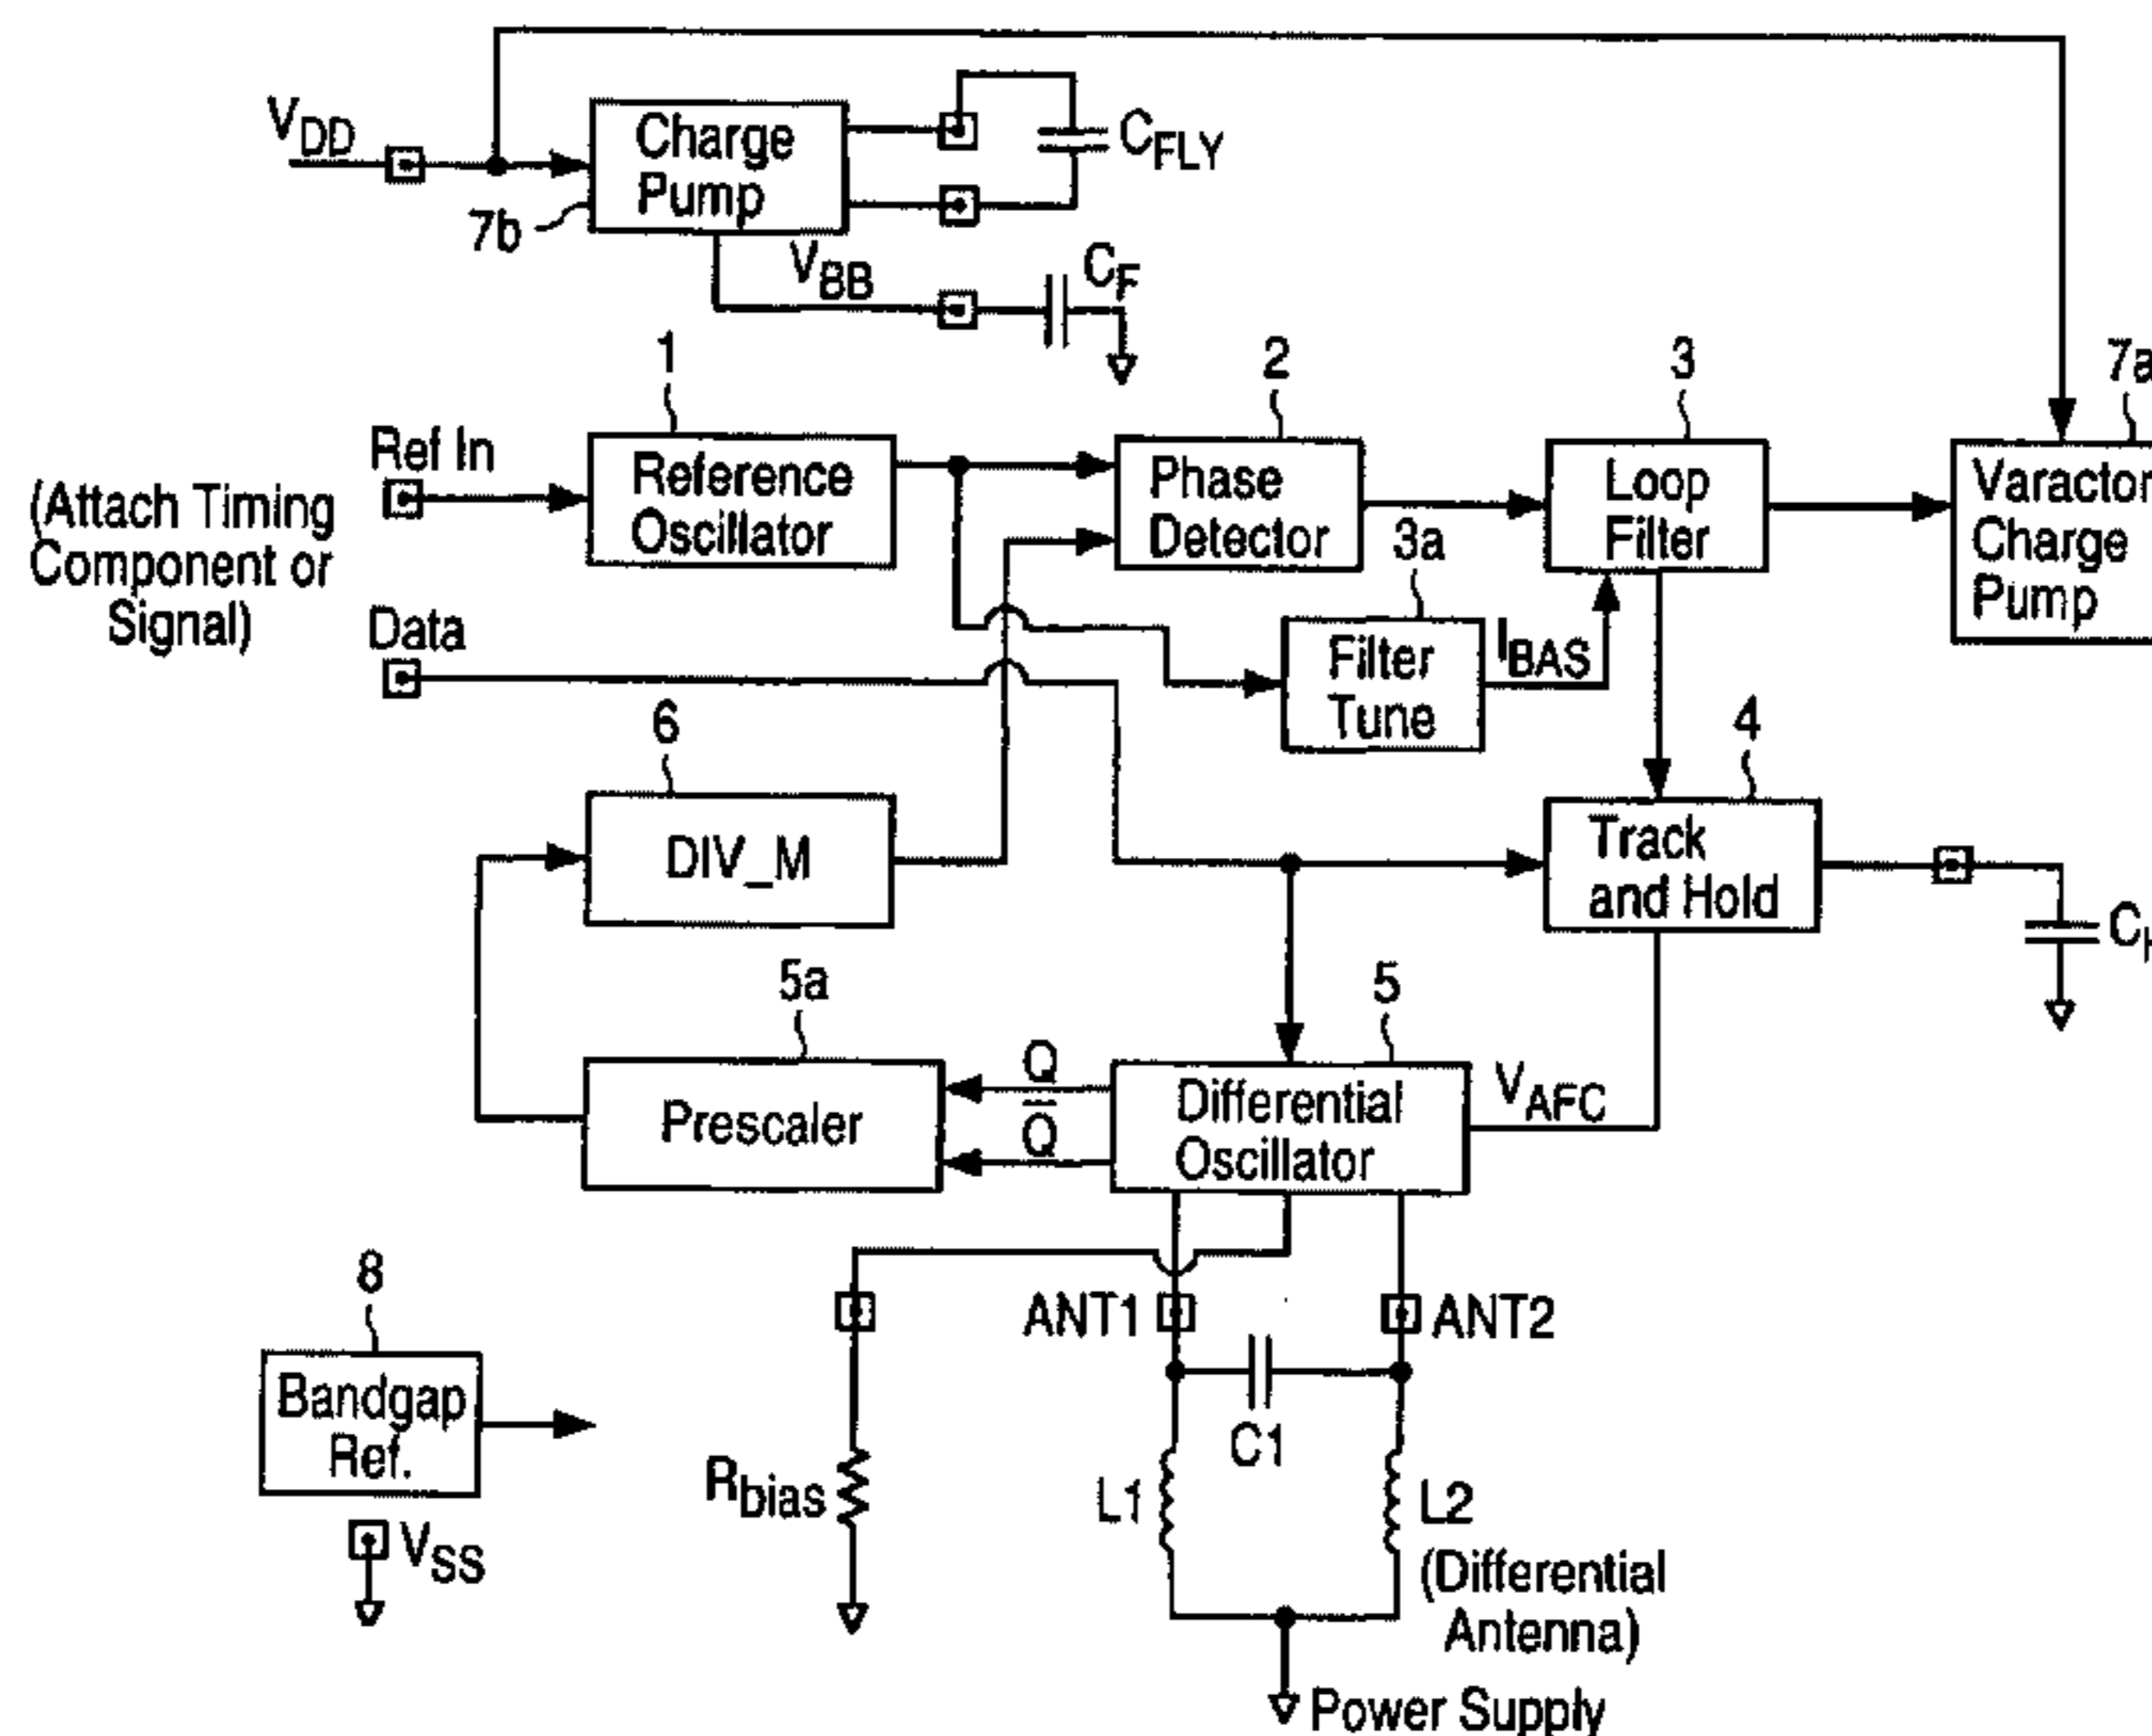 VDD
Charge
Pump
CFLY
7b
VBB
CF
1
2
3
7a
Ref In
(Attach Timing
Component or
Signal)
Reference
Oscillator
Phase
Detector
Loop
Filter
Varactor
Charge
Pump
3a
Data
Filter
Tune
IBAS
6
4
DIV_M
Track
and Hold
CH
5a
5
Prescaler
Q
Q̅
Differential
Oscillator
VAFC
8
Bandgap
Ref.
VSS
ANT1
ANT2
C1
Rbias
L1
L2
(Differential
Antenna)
Power Supply